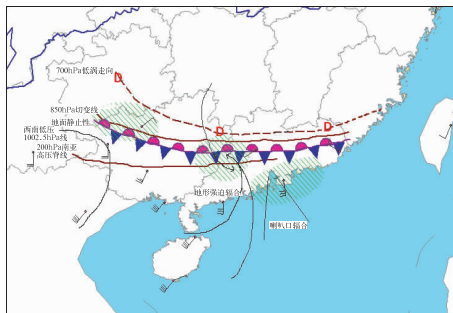 700hPa低涡走向
D
850hPa切变线
地面静止性
西南低压
1002.5hPa线
200hPa南亚
高压脊线
D
D
地形强迫辐合
喇叭口辐合